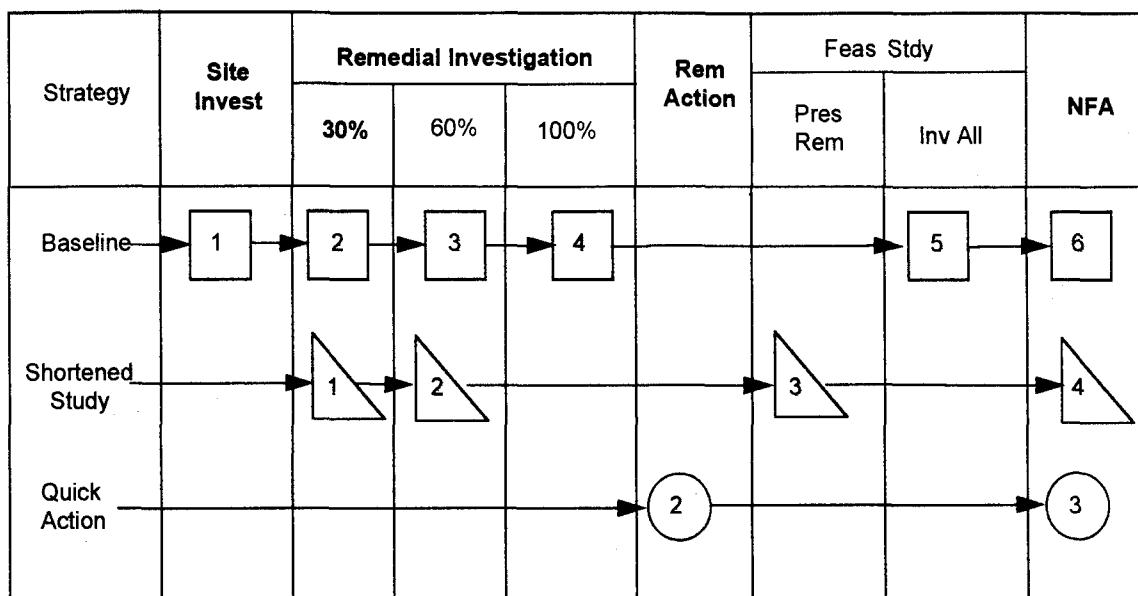 Strategy
Site
Invest
Remedial Investigation
30%
60%
100%
Rem
Action
Feas Stdy
Pres
Rem
Inv All
NFA
Baseline
1
2
3
4
5
6
Shortened
Study
1
2
3
4
Quick
Action
2
3